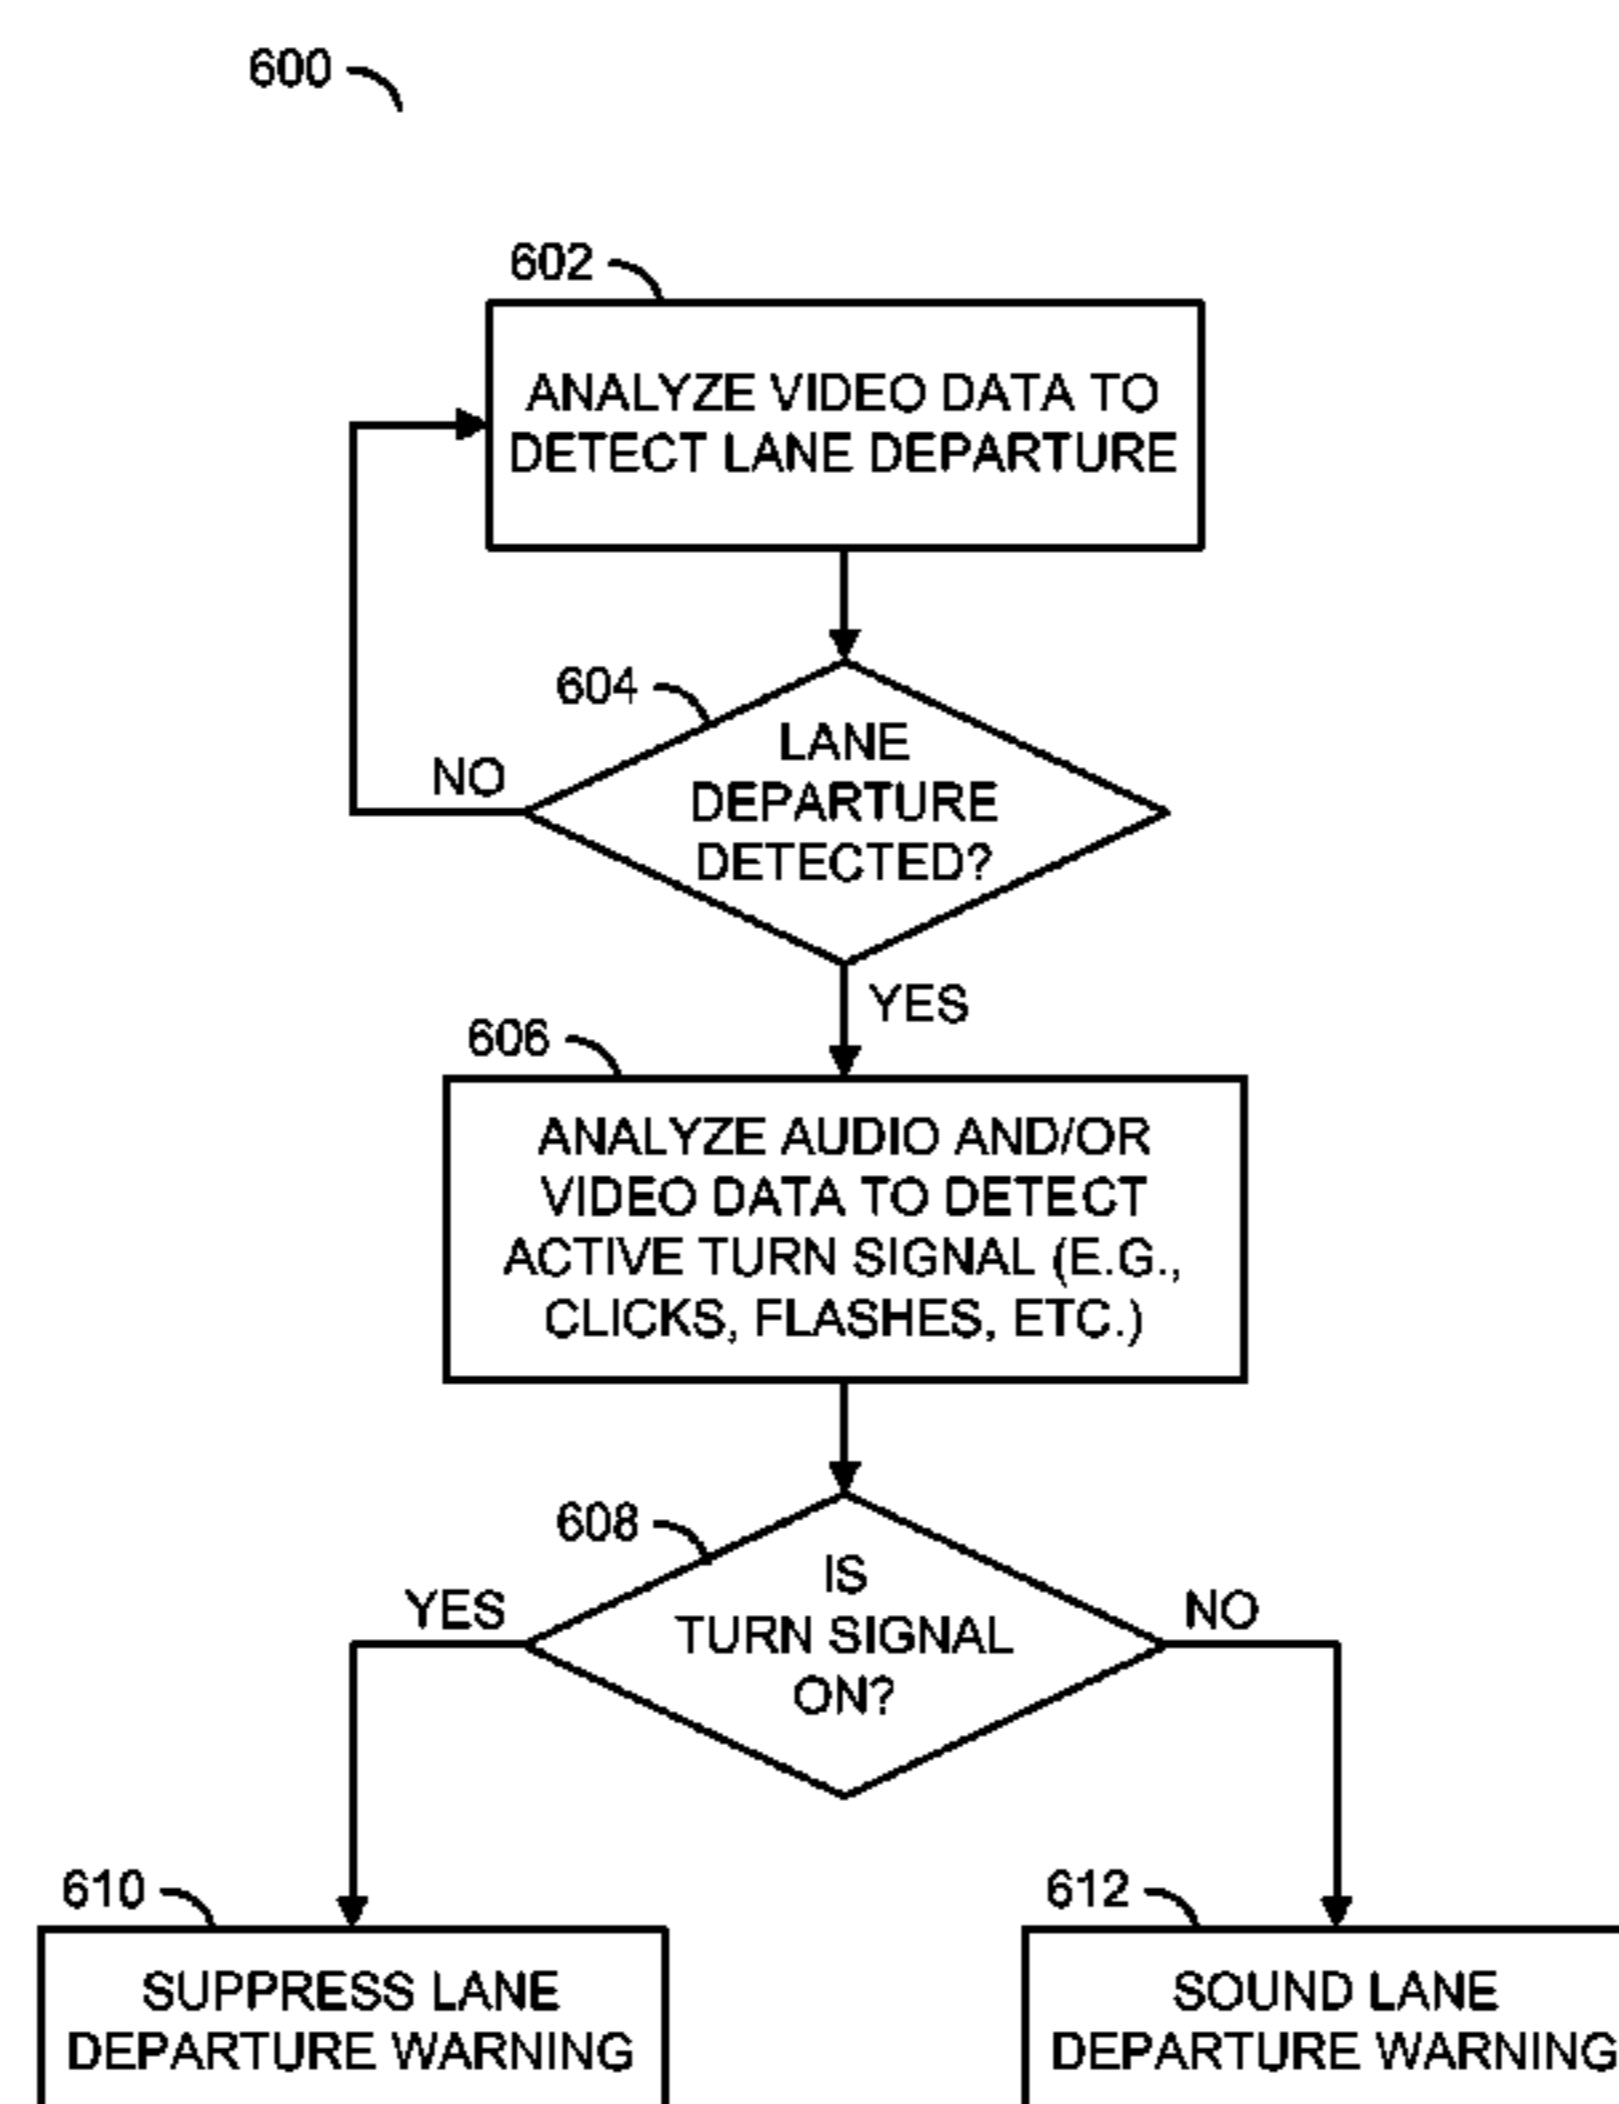 600
602
ANALYZE VIDEO DATA TO
DETECT LANE DEPARTURE
604
LANE
DEPARTURE
DETECTED?
NO
YES
606
ANALYZE AUDIO AND/OR
VIDEO DATA TO DETECT
ACTIVE TURN SIGNAL (E.G.,
CLICKS, FLASHES, ETC.)
608
IS
TURN SIGNAL
ON?
YES
NO
610
SUPPRESS LANE
DEPARTURE WARNING
612
SOUND LANE
DEPARTURE WARNING